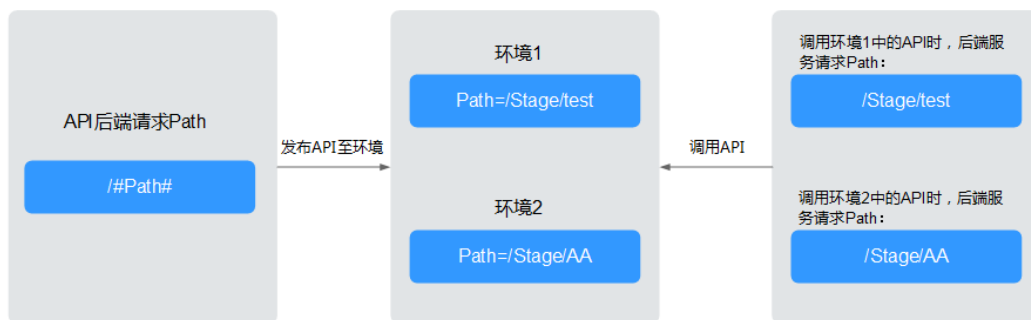 API后端请求Path
/#Path#
发布API至环境
环境1
Path=/Stage/test
环境2
Path=/Stage/AA
调用API
调用环境1中的API时，后端服
务请求Path：
/Stage/test
调用环境2中的API时，后端服
务请求Path：
/Stage/AA